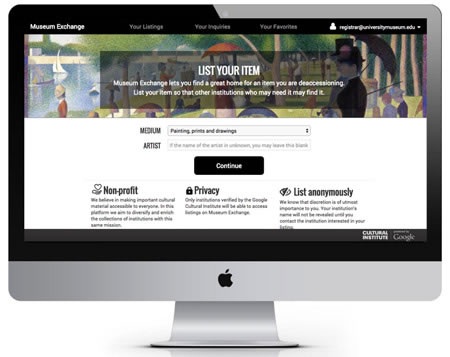 Museum Exchange Your Listings Your Inquiries Your Favorites registrar@universitymuseum.edu
LIST YOUR ITEM
Museum Exchange lets you find a great home for an item you are deaccessioning.
List your item so that other institutions who may need it may find it.
MEDIUM Painting, prints and drawings
ARTIST If the name of the artist in unknown, you may leave this blank
Continue
Non-profit
We believe in making important cultural
material accessible to everyone. In this
platform we aim to diversify and enrich
the collections of institutions with the
same mission.
Privacy
Only institutions verified by the Google
Cultural Institute will be able to access
listings on Museum Exchange.
List anonymously
We know that discretion is of utmost
importance to you. Your institution's
name will not be revealed until you
contact the institution interested in your
listing.
CULTURAL
INSTITUTE
Google